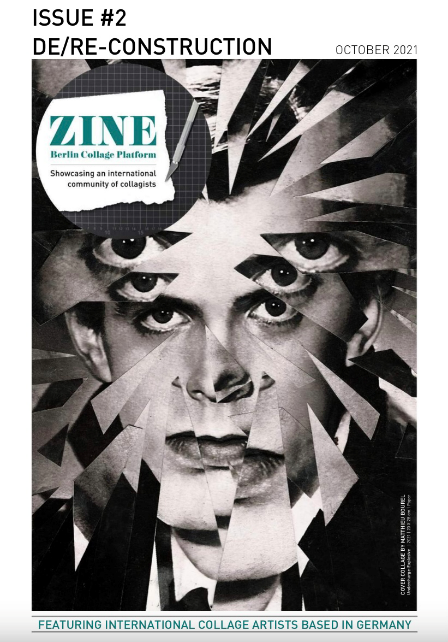 ISSUE #2
DE/RE-CONSTRUCTION
OCTOBER 2021
ZINE
Berlin Collage Platform
Showcasing an international
community of collagists
COVER COLLAGE BY MATTHIEU BOUREL
FEATURING INTERNATIONAL COLLAGE ARTISTS BASED IN GERMANY